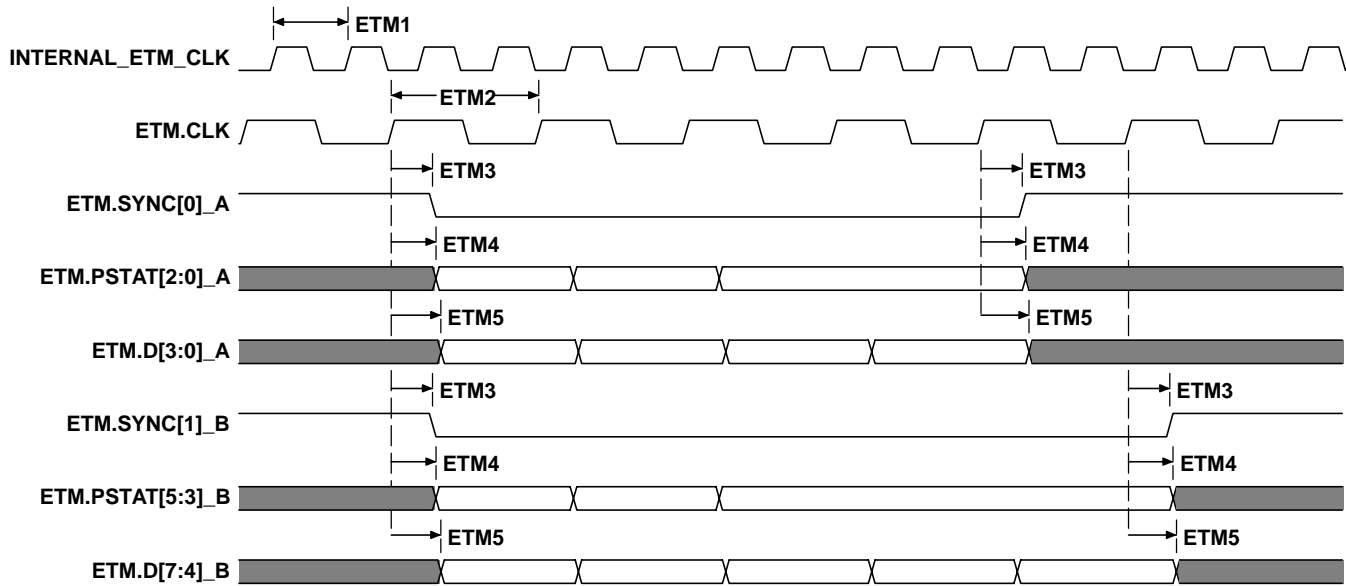 ETM1
INTERNAL_ETM_CLK
ETM2
ETM.CLK
ETM3
ETM3
ETM.SYNC[0]_A
ETM4
ETM4
ETM.PSTAT[2:0]_A
ETM5
ETM5
ETM.D[3:0]_A
ETM3
ETM3
ETM.SYNC[1]_B
ETM4
ETM4
ETM.PSTAT[5:3]_B
ETM5
ETM5
ETM.D[7:4]_B